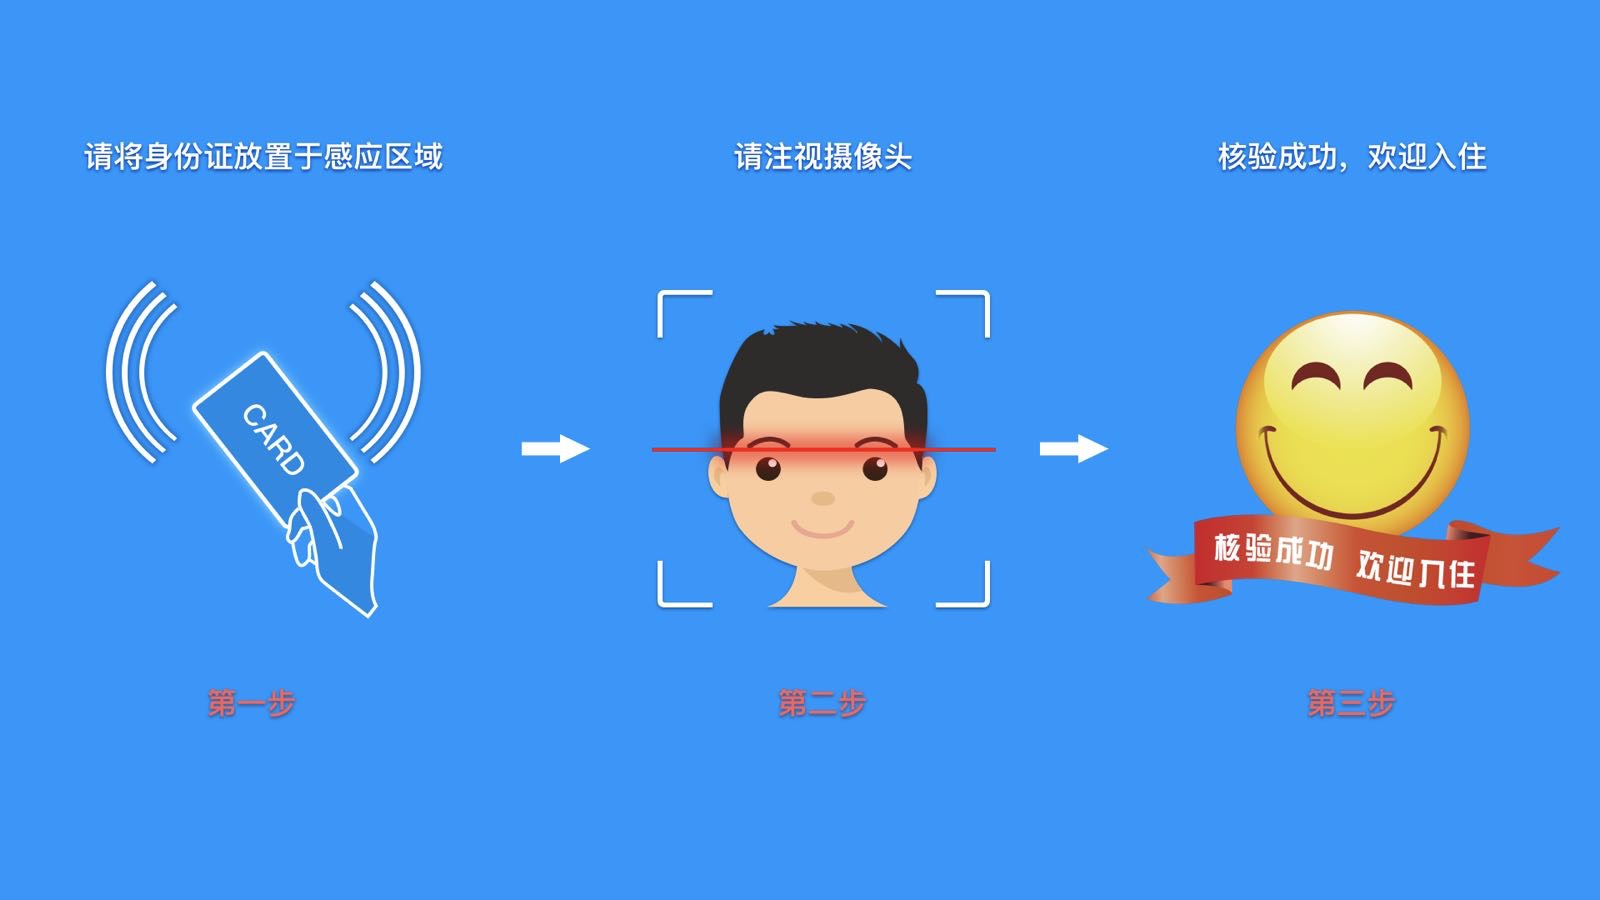 请将身份证放置于感应区域
请注视摄像头
核验成功，欢迎入住
CARD
核验成功 欢迎入住
第一步
第二步
第三步